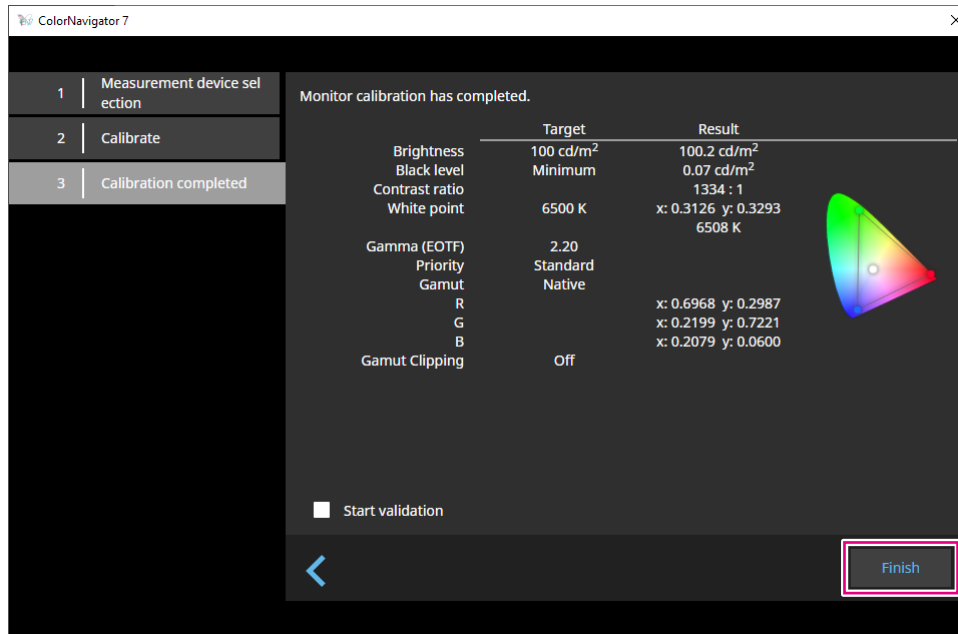 ColorNavigator 7
1 Measurement device sel
ection
2 Calibrate
3 Calibration completed
Monitor calibration has completed.
Target Result
Brightness 100 cd/m2 100.2 cd/m2
Black level Minimum 0.07 cd/m2
Contrast ratio 1334 : 1
White point 6500 K x: 0.3126 y: 0.3293
6508 K
Gamma (EOTF) 2.20
Priority Standard
Gamut Native
R x: 0.6968 y: 0.2987
G x: 0.2199 y: 0.7221
B x: 0.2079 y: 0.0600
Gamut Clipping Off
Start validation
Finish